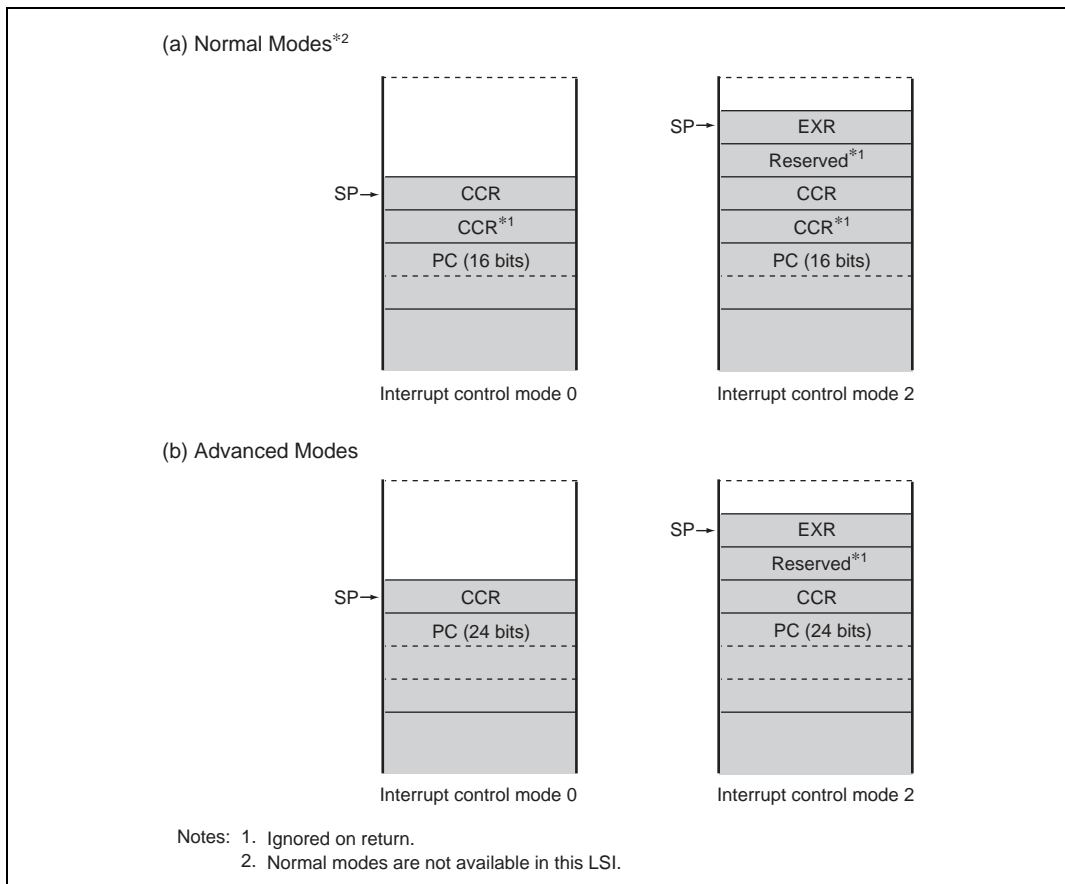 (a) Normal Modes*2
SP→ CCR
CCR*1
PC (16 bits)
Interrupt control mode 0
SP→ EXR
Reserved*1
CCR
CCR*1
PC (16 bits)
Interrupt control mode 2
(b) Advanced Modes
SP→ CCR
PC (24 bits)
Interrupt control mode 0
SP→ EXR
Reserved*1
CCR
PC (24 bits)
Interrupt control mode 2
Notes: 1. Ignored on return.
2. Normal modes are not available in this LSI.